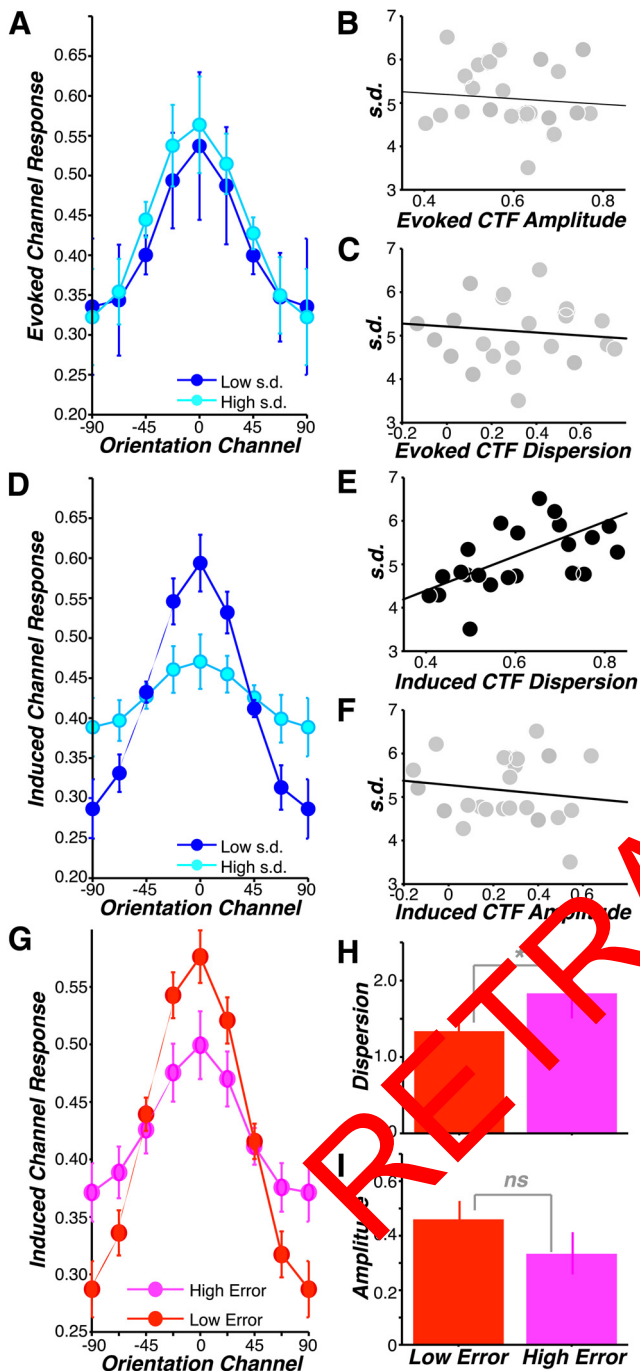 A
Evoked Channel Response
0.65
0.60
0.55
0.50
0.45
0.40
0.35
0.30
0.25
0.20
Low s.d.
High s.d.
-90 -45 0 45 90
Orientation Channel
B
s.d.
7
6
5
4
3
0.4 0.6 0.8
Evoked CTF Amplitude
C
s.d.
7
6
5
4
3
-0.2 0 0.2 0.4 0.6
Evoked CTF Dispersion
D
Induced Channel Response
0.65
0.60
0.55
0.50
0.45
0.40
0.35
0.30
0.25
0.20
Low s.d.
High s.d.
-90 -45 0 45 90
Orientation Channel
E
s.d.
7
6
5
4
3
0.4 0.6 0.8
Induced CTF Dispersion
F
s.d.
7
6
5
4
3
-0.2 0 0.2 0.4 0.6
Induced CTF Amplitude
G
Induced Channel Response
0.55
0.50
0.45
0.40
0.35
0.30
0.25
High Error
Low Error
-90 -45 0 45 90
Orientation Channel
H
Dispersion
2.0
1.0
0
*
I
Amplitude
0.6
0.4
0.2
0
ns
Low Error High Error
RETRA